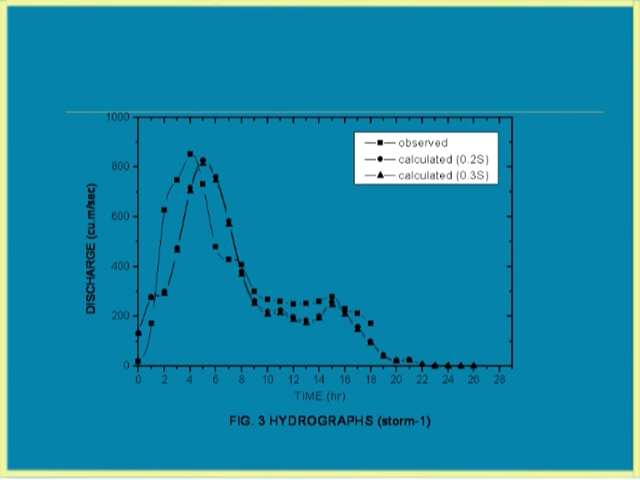 1000
800
600
400
200
0
DISCHARGE (cu.m/sec)
observed
calculated (0.2S)
calculated (0.3S)
0 2 4 6 8 10 12 14 16 18 20 22 24 26 28
TIME (hr)
FIG. 3 HYDROGRAPHS (storm-1)